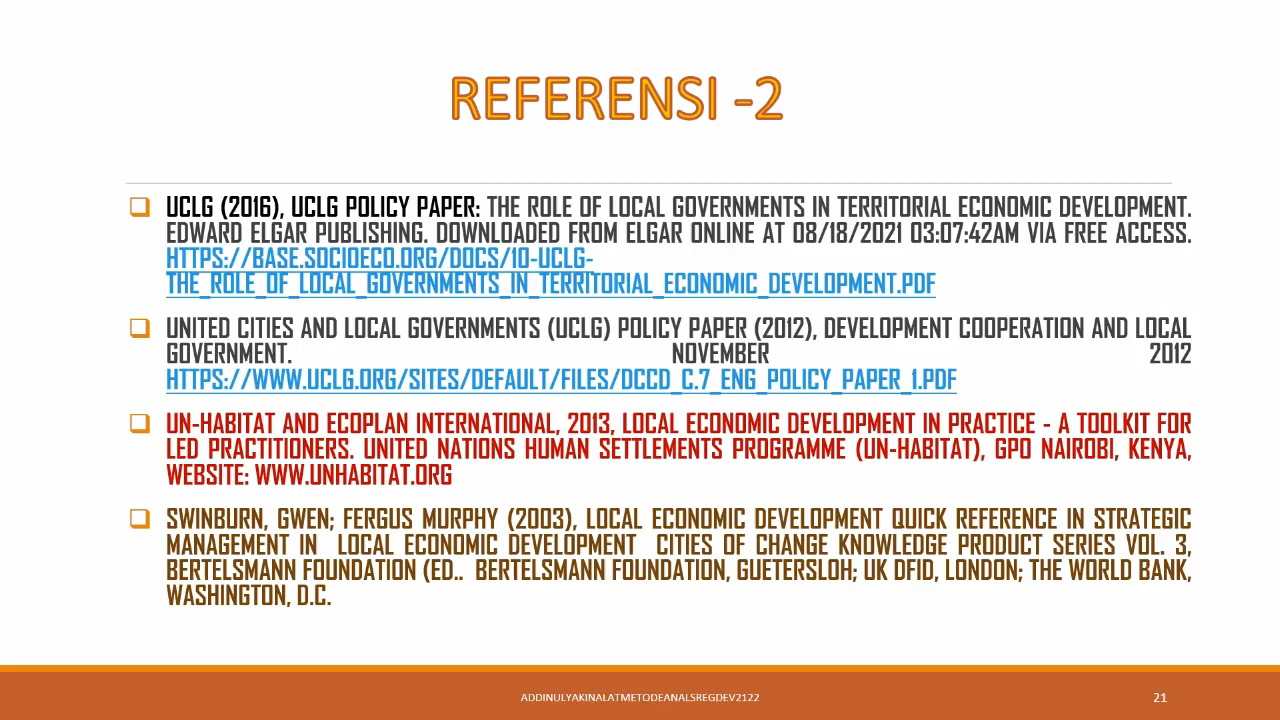 REFERENSI -2
UCLG (2016), UCLG POLICY PAPER: THE ROLE OF LOCAL GOVERNMENTS IN TERRITORIAL ECONOMIC DEVELOPMENT.
EDWARD ELGAR PUBLISHING. DOWNLOADED FROM ELGAR ONLINE AT 08/18/2021 03:07:42AM VIA FREE ACCESS.
HTTPS://BASE.SOCIOECO.ORG/DOCS/10-UCLG-
THE_ROLE_OF_LOCAL_GOVERNMENTS_IN_TERRITORIAL_ECONOMIC_DEVELOPMENT.PDF
UNITED CITIES AND LOCAL GOVERNMENTS (UCLG) POLICY PAPER (2012), DEVELOPMENT COOPERATION AND LOCAL
GOVERNMENT. NOVEMBER 2012
HTTPS://WWW.UCLG.ORG/SITES/DEFAULT/FILES/DCCD_C.7_ENG_POLICY_PAPER_1.PDF
UN-HABITAT AND ECOPLAN INTERNATIONAL, 2013, LOCAL ECONOMIC DEVELOPMENT IN PRACTICE - A TOOLKIT FOR
LED PRACTITIONERS. UNITED NATIONS HUMAN SETTLEMENTS PROGRAMME (UN-HABITAT), GPO NAIROBI, KENYA,
WEBSITE: WWW.UNHABITAT.ORG
SWINBURN, GWEN; FERGUS MURPHY (2003), LOCAL ECONOMIC DEVELOPMENT QUICK REFERENCE IN STRATEGIC
MANAGEMENT IN LOCAL ECONOMIC DEVELOPMENT CITIES OF CHANGE KNOWLEDGE PRODUCT SERIES VOL. 3,
BERTELSMANN FOUNDATION (ED.. BERTELSMANN FOUNDATION, GUETERSLOH; UK DFID, LONDON; THE WORLD BANK,
WASHINGTON, D.C.
ADDINULYAKINALATMETODEANALSREGDEV2122
21